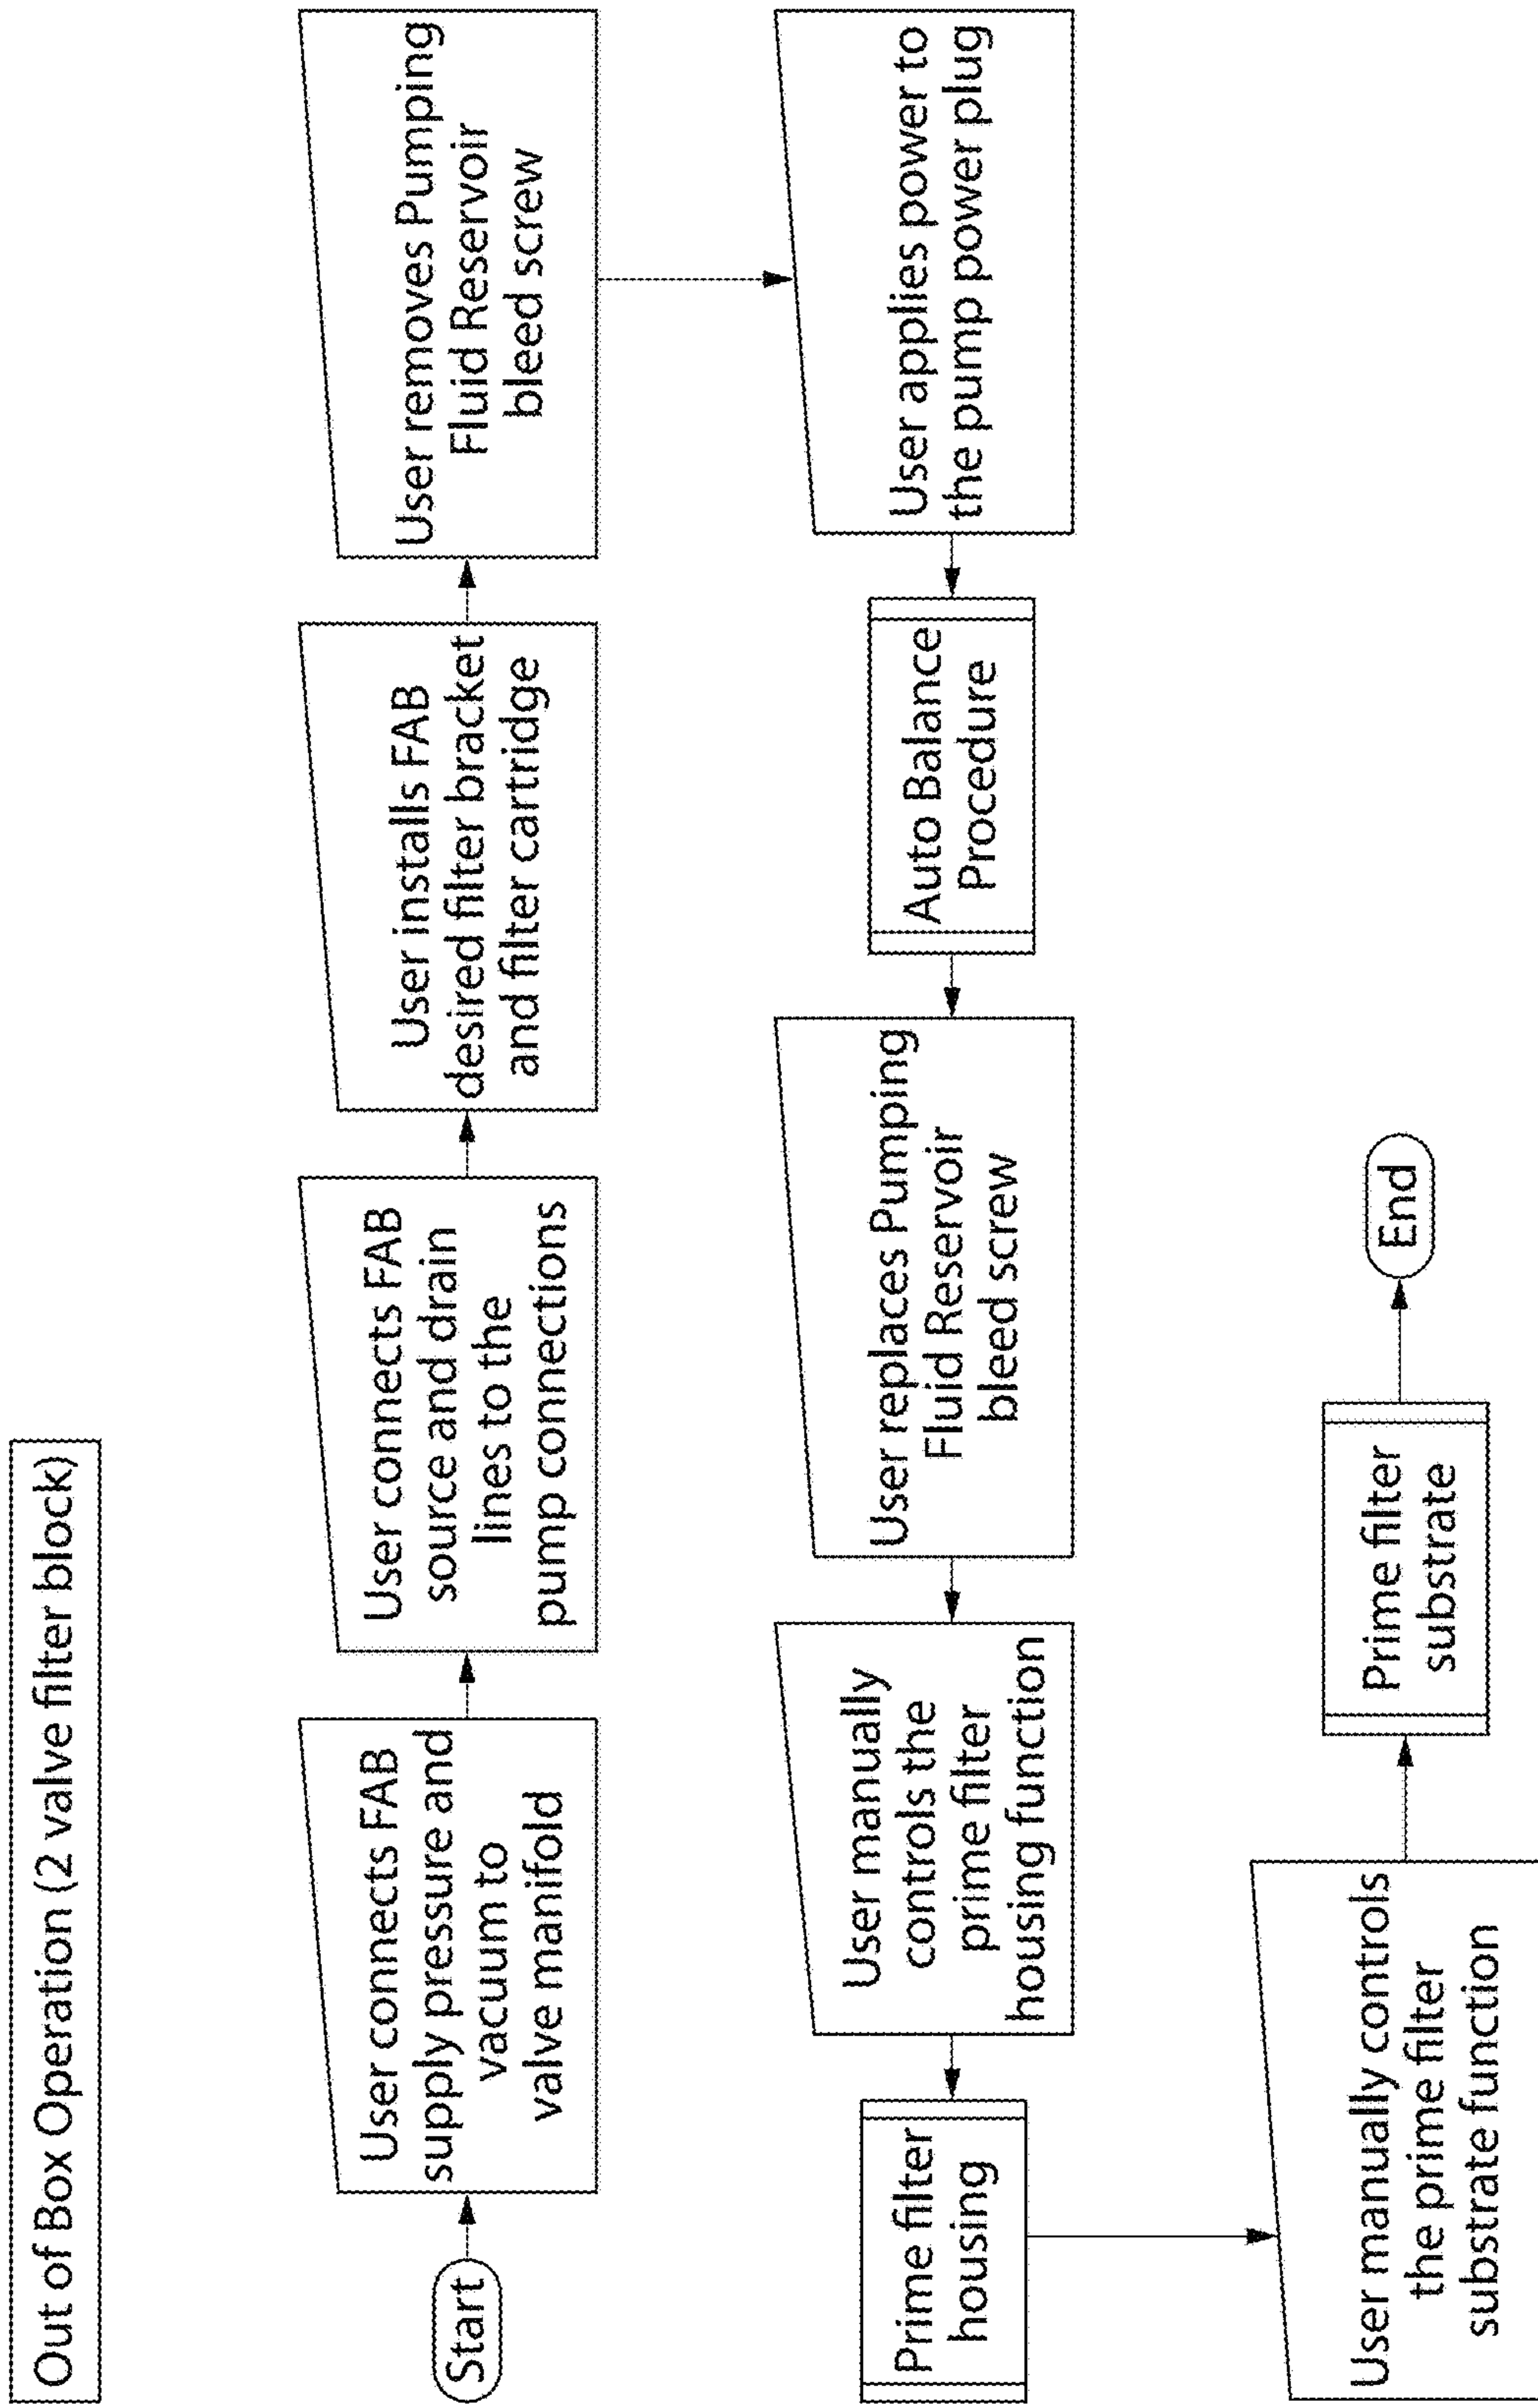 Out of Box Operation (2 valve filter block)
Start
User connects FAB
supply pressure and
vacuum to
valve manifold
User connects FAB
source and drain
lines to the
pump connections
User installs FAB
desired filter bracket
and filter cartridge
User removes Pumping
Fluid Reservoir
bleed screw
User applies power to
the pump power plug
Auto Balance
Procedure
User replaces Pumping
Fluid Reservoir
bleed screw
User manually
controls the
prime filter
housing function
Prime filter
housing
User manually controls
the prime filter
substrate function
Prime filter
substrate
End